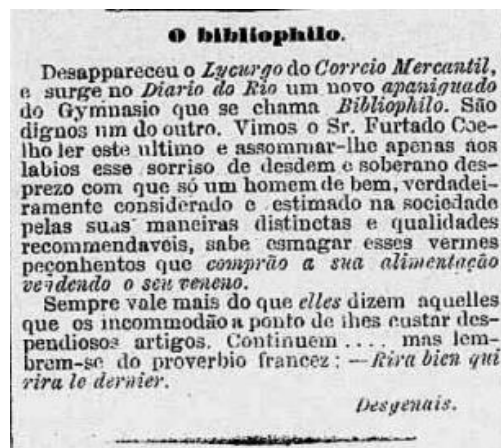 O bibliophilo.
Desappareceu o Lycurgo do Correio Mercantil,
e surge no Diario do Rio um novo apaniguado
do Gymnasio que se chama Bibliophilo. São
dignos um do outro. Vimos o Sr. Furtado Coe-
lho ler este ultimo e assommar-lhe apenas aos
labios esse sorriso de desdem e soberano des-
prezo com que só um homem de bem, verdadei-
ramente considerado e estimado na sociedade
pelas suas maneiras distinctas e qualidades
recommendaveis, sabe esmagar esses vermes
peçonhentos que comprão a sua alimentação
vendendo o seu veneno.
Sempre vale mais do que elles dizem aquelles
que os incommodão a ponto de lhes custar des-
pendiosos artigos. Continuem .... mas lem-
brem-se do proverbio francez: — Rira bien qui
rira le dernier.
Desgenais.